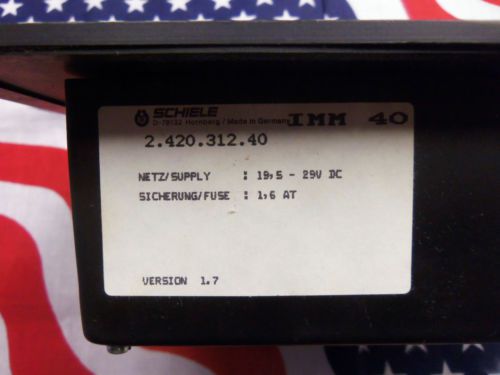 SCHIELE
D-78132 Hornberg / Made in Germany
IMM 40
2.420.312.40
NETZ/SUPPLY : 19,5 - 29V DC
SICHERUNG/FUSE : 1,6 AT
VERSION 1.7